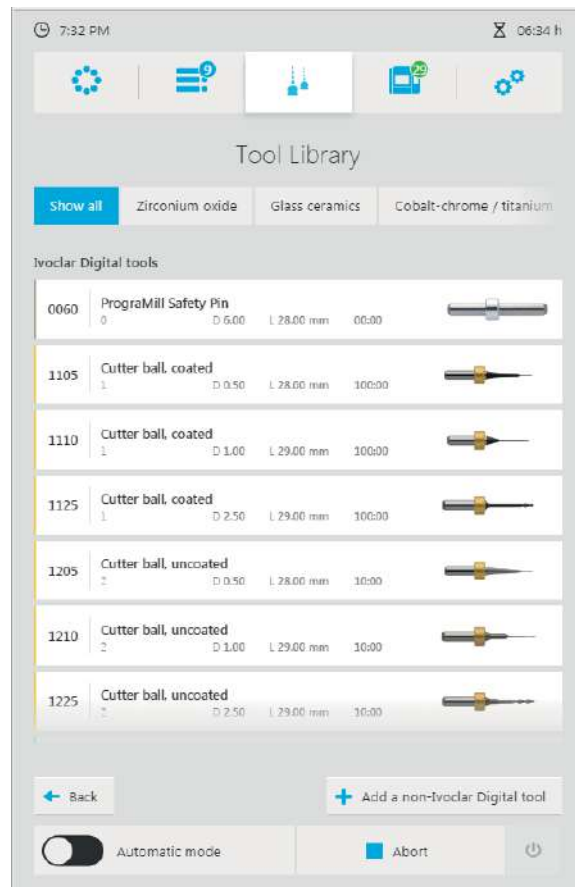 7:32 PM 06:34 h
9 29
Tool Library
Show all Zirconium oxide Glass ceramics Cobalt-chrome / titanium
Ivoclar Digital tools
0060 PrograMill Safety Pin
0 D 6.00 L 28.00 mm 00:00
1105 Cutter ball, coated
1 D 0.50 L 28.00 mm 100:00
1110 Cutter ball, coated
1 D 1.00 L 29.00 mm 100:00
1125 Cutter ball, coated
1 D 2.50 L 29.00 mm 100:00
1205 Cutter ball, uncoated
2 D 0.50 L 28.00 mm 10:00
1210 Cutter ball, uncoated
2 D 1.00 L 29.00 mm 10:00
1225 Cutter ball, uncoated
2 D 2.50 L 29.00 mm 10:00
Back Add a non-Ivoclar Digital tool
Automatic mode Abort